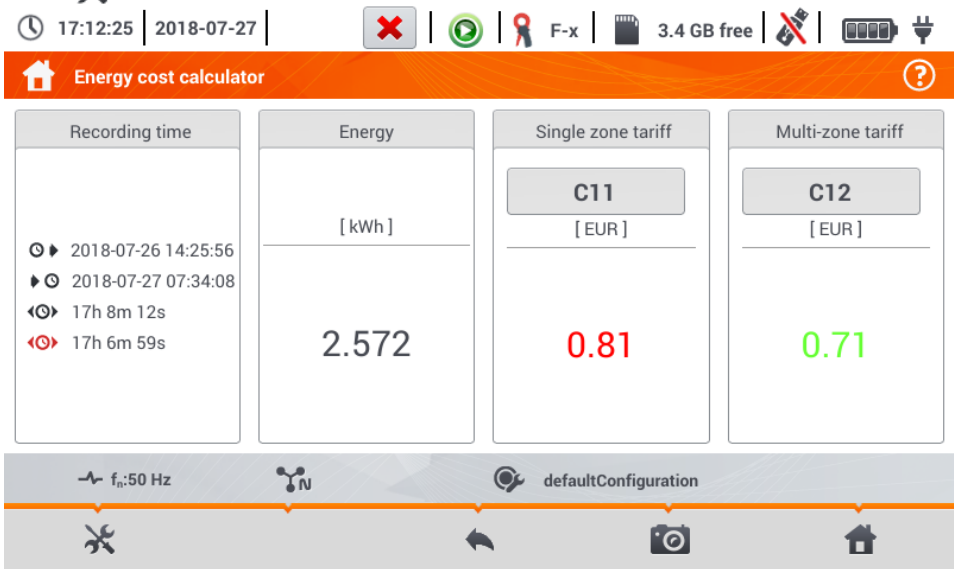 17:12:25 2018-07-27 F-x 3.4 GB free
Energy cost calculator ?
Recording time Energy Single zone tariff Multi-zone tariff
C11 C12
[ kWh ] [ EUR ] [ EUR ]
2018-07-26 14:25:56
2018-07-27 07:34:08
17h 8m 12s
17h 6m 59s
2.572 0.81 0.71
fn:50 Hz N defaultConfiguration